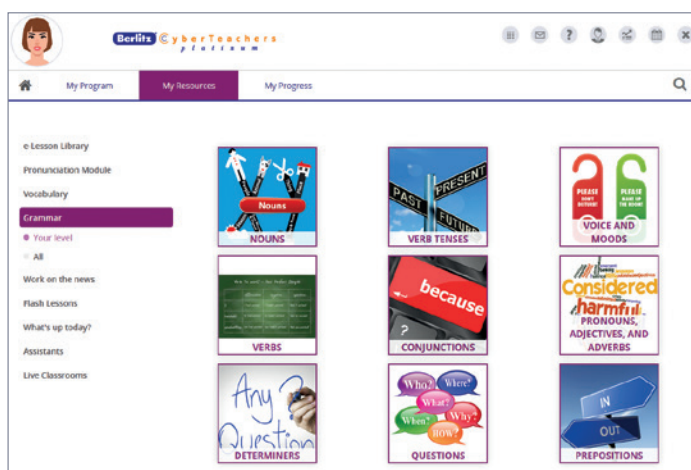 Berlitz CyberTeachers
platinum
?
My Program
My Resources
My Progress
e-Lesson Library
Pronunciation Module
Vocabulary
Grammar
Your level
All
Work on the news
Flash Lessons
What's up today?
Assistants
Live Classrooms
Nouns
NOUNS
PAST
PRESENT
FUTURE
VERB TENSES
PLEASE
PLEASE
VOICE AND
MOODS
VERBS
because
?
CONJUNCTIONS
Considered
harmful
PRONOUNS,
ADJECTIVES, AND
ADVERBS
Any?
Question
DETERMINERS
Who?
Where?
What?
When?
Why?
HOW?
QUESTIONS
IN
OUT
PREPOSITIONS